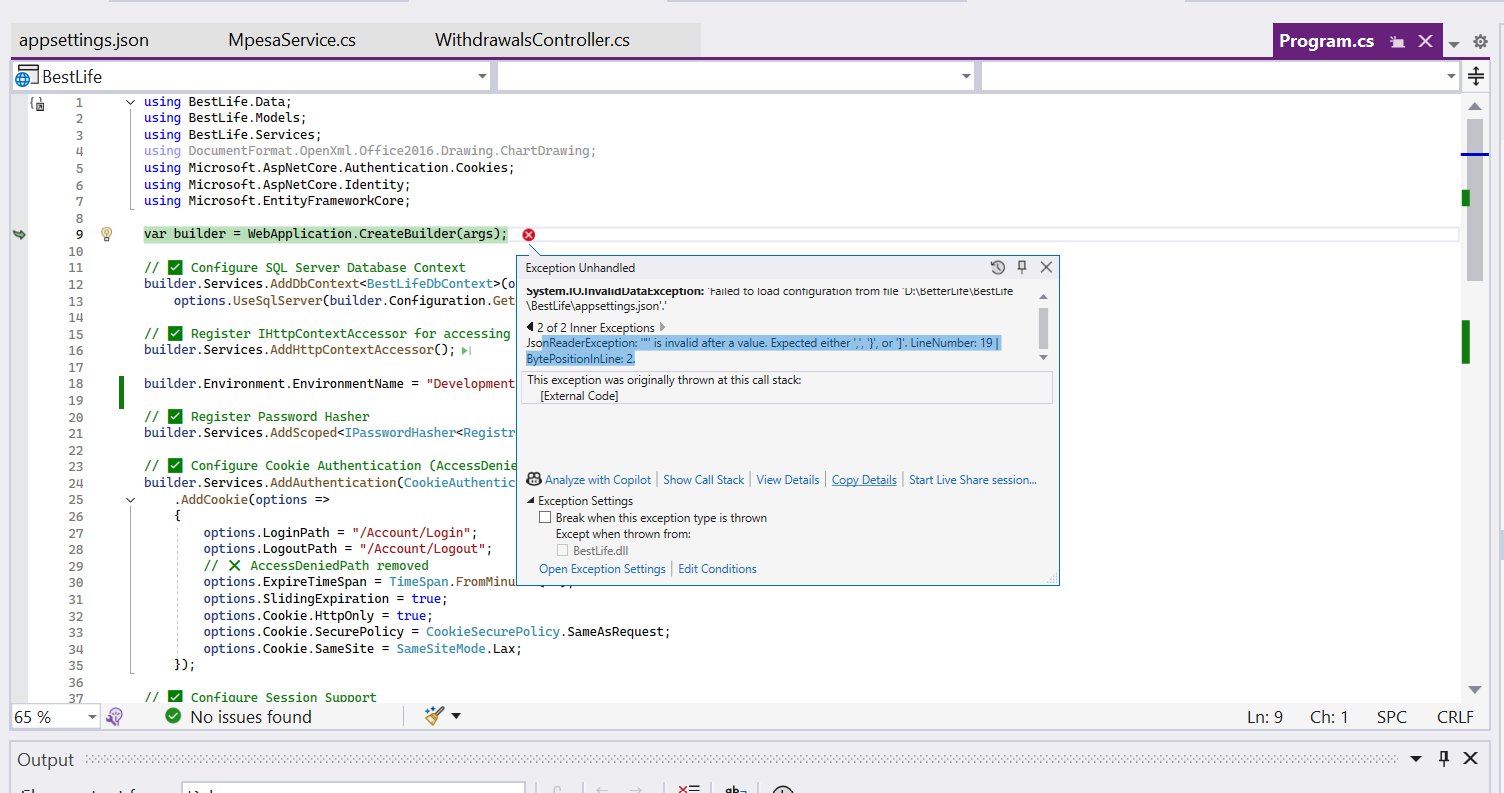 appsettings.json MpesaService.cs WithdrawalsController.cs Program.cs
BestLife
1 using BestLife.Data;
2 using BestLife.Models;
3 using BestLife.Services;
4 using DocumentFormat.OpenXml.Office2016.Drawing.ChartDrawing;
5 using Microsoft.AspNetCore.Authentication.Cookies;
6 using Microsoft.AspNetCore.Identity;
7 using Microsoft.EntityFrameworkCore;
8
9 var builder = WebApplication.CreateBuilder(args);
10
11 // ✅ Configure SQL Server Database Context
12 builder.Services.AddDbContext<BestLifeDbContext>(o
13 options.UseSqlServer(builder.Configuration.Get
14
15 // ✅ Register IHttpContextAccessor for accessing
16 builder.Services.AddHttpContextAccessor();
17
18 builder.Environment.EnvironmentName = "Development
19
20 // ✅ Register Password Hasher
21 builder.Services.AddScoped<IPasswordHasher<Registr
22
23 // ✅ Configure Cookie Authentication (AccessDenie
24 builder.Services.AddAuthentication(CookieAuthentic
25 .AddCookie(options =>
26 {
27 options.LoginPath = "/Account/Login";
28 options.LogoutPath = "/Account/Logout";
29 // ❌ AccessDeniedPath removed
30 options.ExpireTimeSpan = TimeSpan.FromMinu
31 options.SlidingExpiration = true;
32 options.Cookie.HttpOnly = true;
33 options.Cookie.SecurePolicy = CookieSecurePolicy.SameAsRequest;
34 options.Cookie.SameSite = SameSiteMode.Lax;
35 });
36
37 // ✅ Configure Session Support
Exception Unhandled
System.IO.InvalidDataException: 'Failed to load configuration from file 'D:\BetterLife\BestLife
\BestLife\appsettings.json'.'
2 of 2 Inner Exceptions
JsonReaderException: '"' is invalid after a value. Expected either ',', '}', or ']'. LineNumber: 19 |
BytePositionInLine: 2.
This exception was originally thrown at this call stack:
[External Code]
Analyze with Copilot | Show Call Stack | View Details | Copy Details | Start Live Share session...
Exception Settings
Break when this exception type is thrown
Except when thrown from:
BestLife.dll
Open Exception Settings | Edit Conditions
65 % No issues found Ln: 9 Ch: 1 SPC CRLF
Output